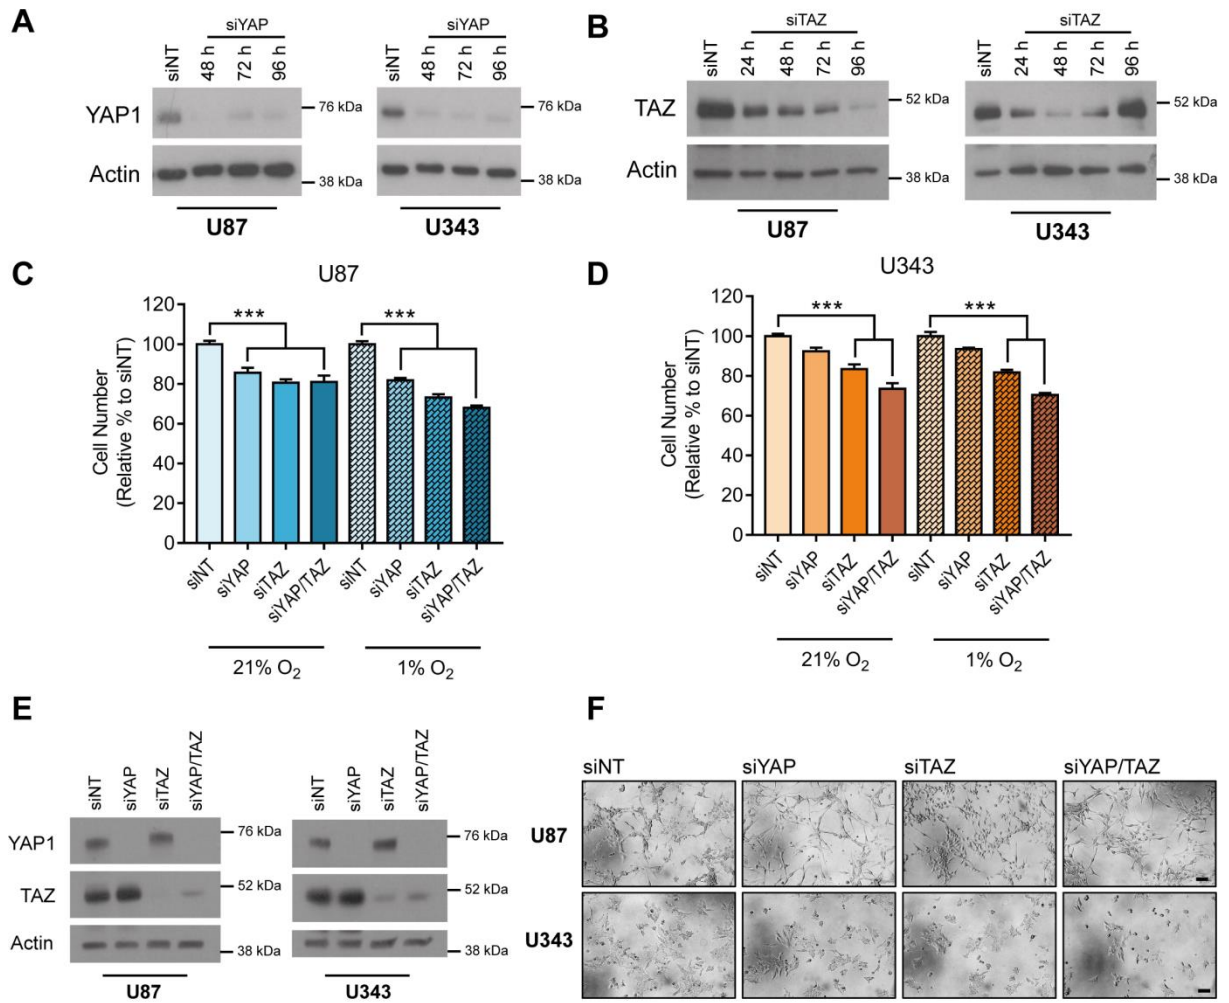 A
siYAP
siYAP
siNT
48 h
72 h
96 h
siNT
48 h
72 h
96 h
YAP1
76 kDa
76 kDa
Actin
38 kDa
38 kDa
U87
U343
B
siTAZ
siTAZ
siNT
24 h
48 h
72 h
96 h
siNT
24 h
48 h
72 h
96 h
TAZ
52 kDa
52 kDa
Actin
38 kDa
38 kDa
U87
U343
C
U87
Cell Number
(Relative % to siNT)
120
100
80
60
40
20
0
***
***
siNT
siYAP
siTAZ
siYAP/TAZ
siNT
siYAP
siTAZ
siYAP/TAZ
21% O2
1% O2
D
U343
Cell Number
(Relative % to siNT)
120
100
80
60
40
20
0
***
***
siNT
siYAP
siTAZ
siYAP/TAZ
siNT
siYAP
siTAZ
siYAP/TAZ
21% O2
1% O2
E
siNT
siYAP
siTAZ
siYAP/TAZ
siNT
siYAP
siTAZ
siYAP/TAZ
YAP1
76 kDa
76 kDa
TAZ
52 kDa
52 kDa
Actin
38 kDa
38 kDa
U87
U343
F
siNT siYAP siTAZ siYAP/TAZ
U87
U343